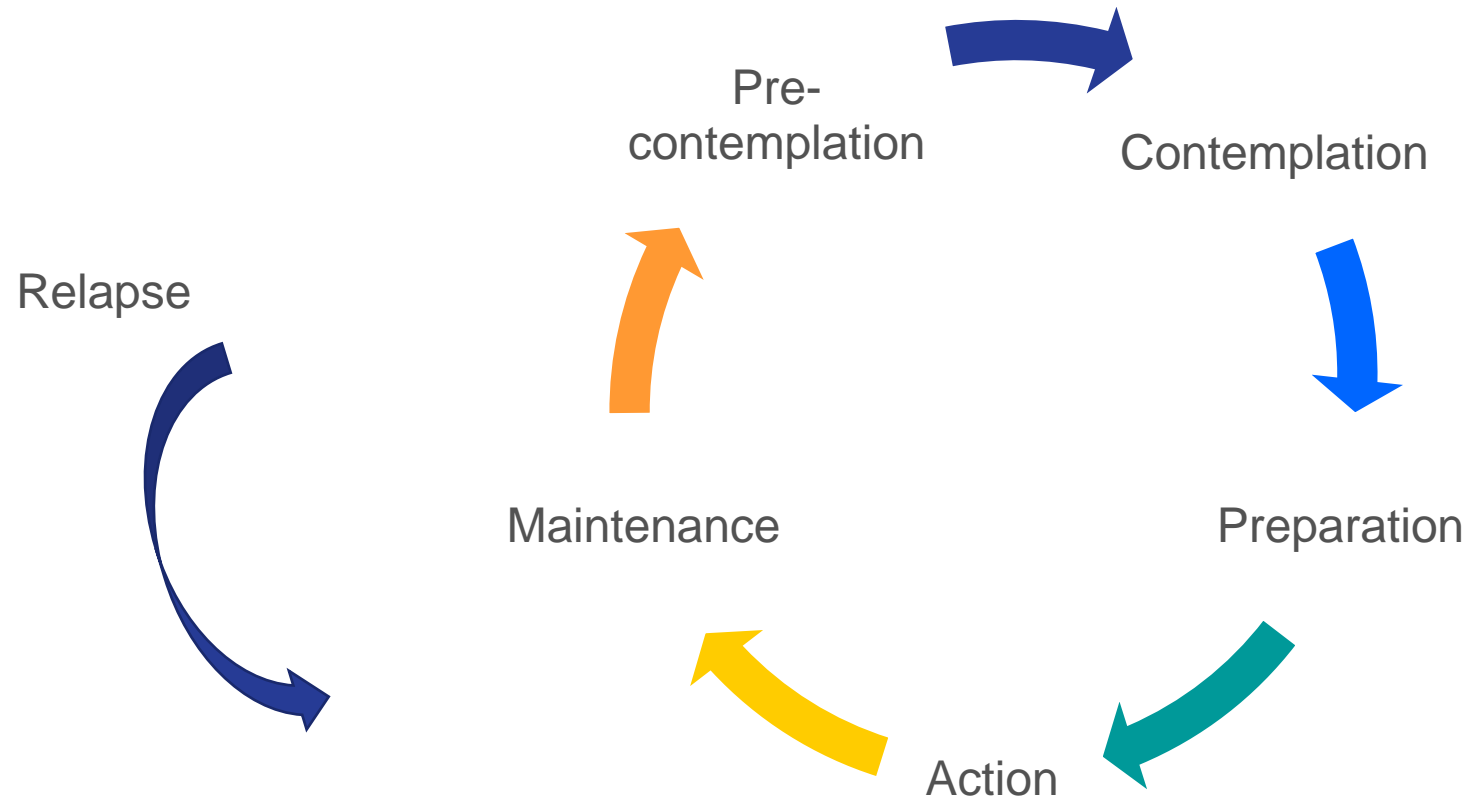 Pre-
contemplation
Contemplation
Relapse
Maintenance
Preparation
Action